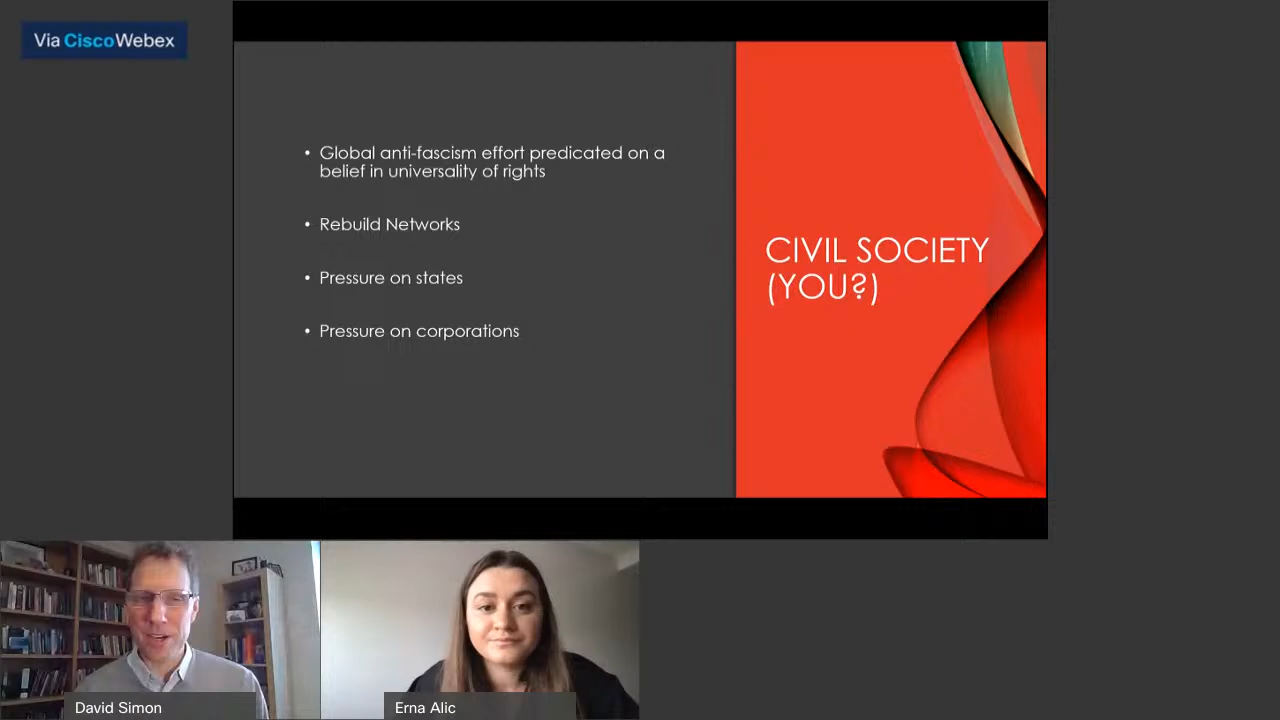 Via CiscoWebex
• Global anti-fascism effort predicated on a
belief in universality of rights
• Rebuild Networks
• Pressure on states
• Pressure on corporations
CIVIL SOCIETY
(YOU?)
David Simon
Erna Alic